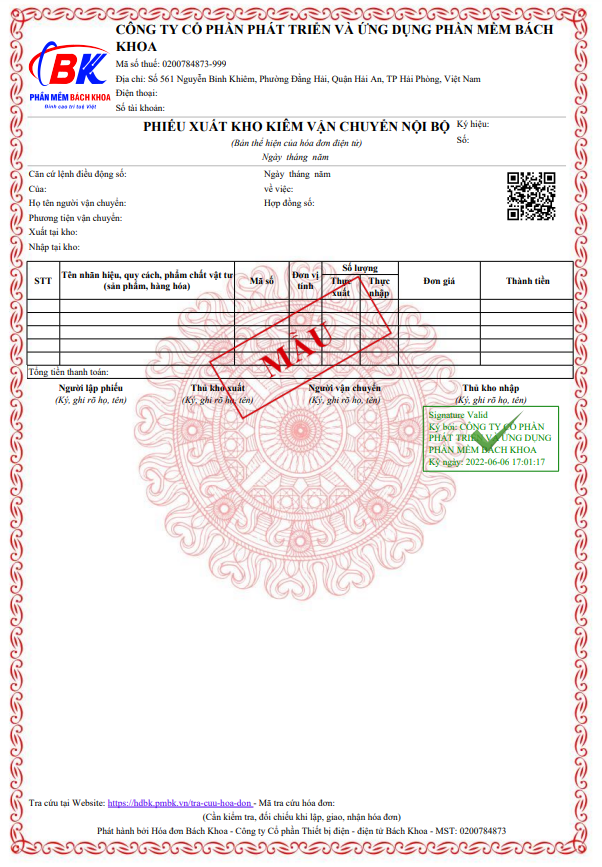 CÔNG TY CỔ PHẦN PHÁT TRIỂN VÀ ỨNG DỤNG PHẦN MỀM BÁCH
KHOA
Mã số thuế: 0200784873-999
Địa chỉ: Số 561 Nguyễn Bỉnh Khiêm, Phường Đằng Hải, Quận Hải An, TP Hải Phòng, Việt Nam
Điện thoại:
Số tài khoản:
BK
PHẦN MỀM BÁCH KHOA
Đỉnh cao trí tuệ Việt
PHIẾU XUẤT KHO KIÊM VẬN CHUYỂN NỘI BỘ
Ký hiệu:
(Bản thể hiện của hóa đơn điện tử)
Số:
Ngày tháng năm
Căn cứ lệnh điều động số: Ngày tháng năm
Của: về việc:
Họ tên người vận chuyển: Hợp đồng số:
Phương tiện vận chuyển:
Xuất tại kho:
Nhập tại kho:
STT
Tên nhãn hiệu, quy cách, phẩm chất vật tư
(sản phẩm, hàng hóa)
Mã số
Đơn vị
tính
Số lượng
Thực
xuất
Thực
nhập
Đơn giá
Thành tiền
MẪU
Tổng tiền thanh toán:
Người lập phiếu Thủ kho xuất Người vận chuyển Thủ kho nhập
(Ký, ghi rõ họ, tên) (Ký, ghi rõ họ, tên) (Ký, ghi rõ họ, tên) (Ký, ghi rõ họ, tên)
Signature Valid
Ký bởi: CÔNG TY CỔ PHẦN
PHÁT TRIỂN VÀ ỨNG DỤNG
PHẦN MỀM BÁCH KHOA
Ký ngày: 2022-06-06 17:01:17
Tra cứu tại Website: https://hdbk.pmbk.vn/tra-cuu-hoa-don - Mã tra cứu hóa đơn:
(Cần kiểm tra, đối chiếu khi lập, giao, nhận hóa đơn)
Phát hành bởi Hóa đơn Bách Khoa - Công ty Cổ phần Thiết bị điện - điện tử Bách Khoa - MST: 0200784873